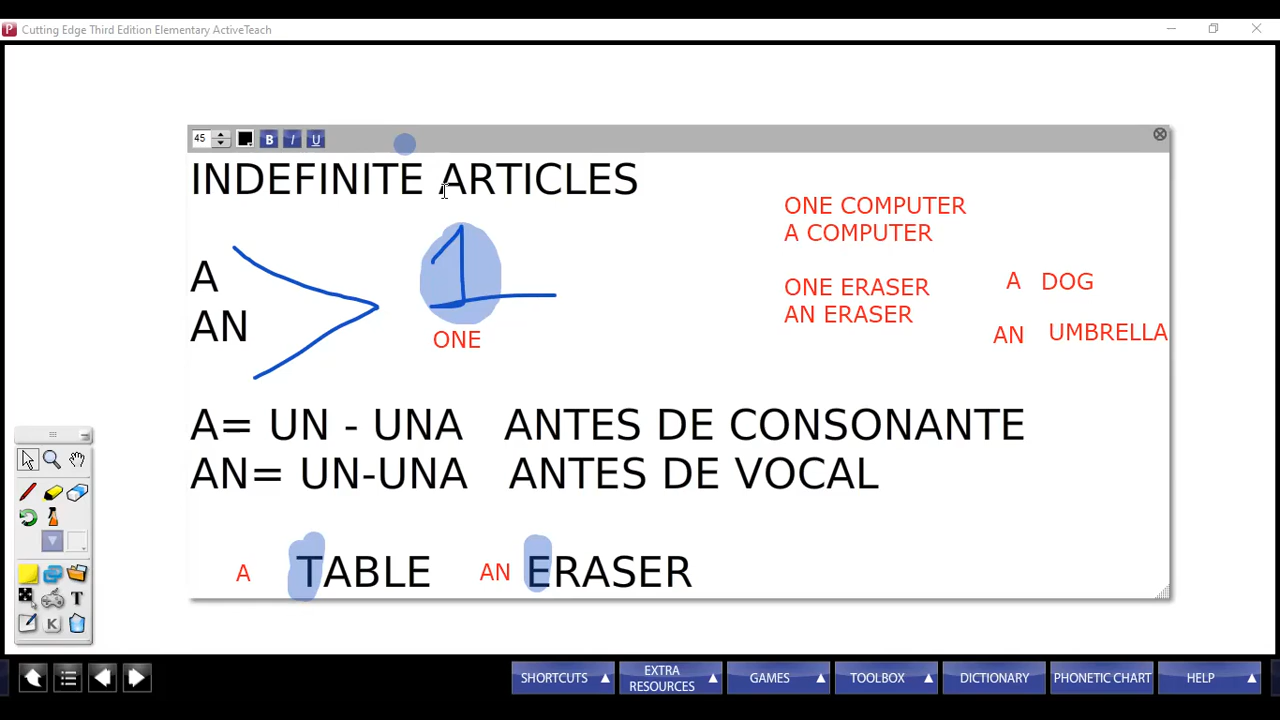 Cutting Edge Third Edition Elementary ActiveTeach
45 B I U
INDEFINITE ARTICLES
ONE COMPUTER
A COMPUTER
A
AN
1
ONE
ONE ERASER
AN ERASER
A DOG
AN UMBRELLA
A= UN - UNA ANTES DE CONSONANTE
AN= UN-UNA ANTES DE VOCAL
A TABLE AN ERASER
T
K
SHORTCUTS
EXTRA
RESOURCES
GAMES
TOOLBOX
DICTIONARY
PHONETIC CHART
HELP